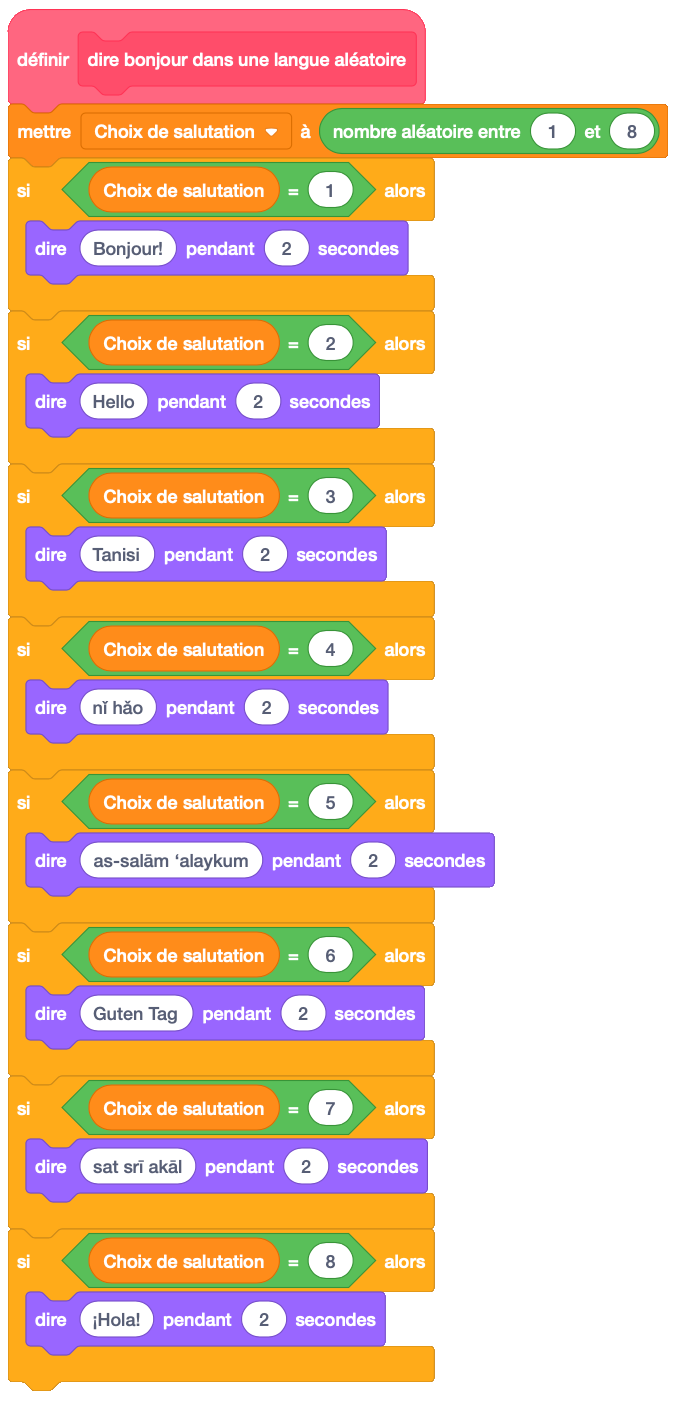 définir dire bonjour dans une langue aléatoire
mettre Choix de salutation à nombre aléatoire entre 1 et 8
si Choix de salutation = 1 alors
dire Bonjour! pendant 2 secondes
si Choix de salutation = 2 alors
dire Hello pendant 2 secondes
si Choix de salutation = 3 alors
dire Tanisi pendant 2 secondes
si Choix de salutation = 4 alors
dire nǐ hǎo pendant 2 secondes
si Choix de salutation = 5 alors
dire as-salām ‘alaykum pendant 2 secondes
si Choix de salutation = 6 alors
dire Guten Tag pendant 2 secondes
si Choix de salutation = 7 alors
dire sat srī akāl pendant 2 secondes
si Choix de salutation = 8 alors
dire ¡Hola! pendant 2 secondes